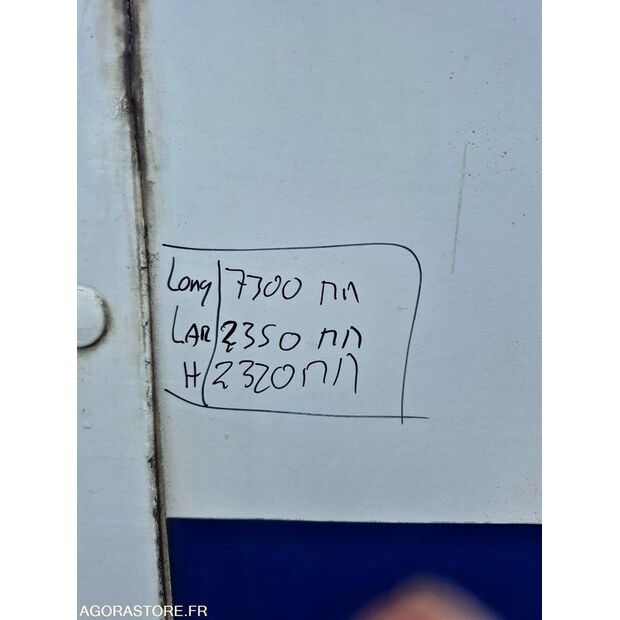 Long 7300 mm
LAR 2350 mm
H 2320 mm
AGORASTORE.FR